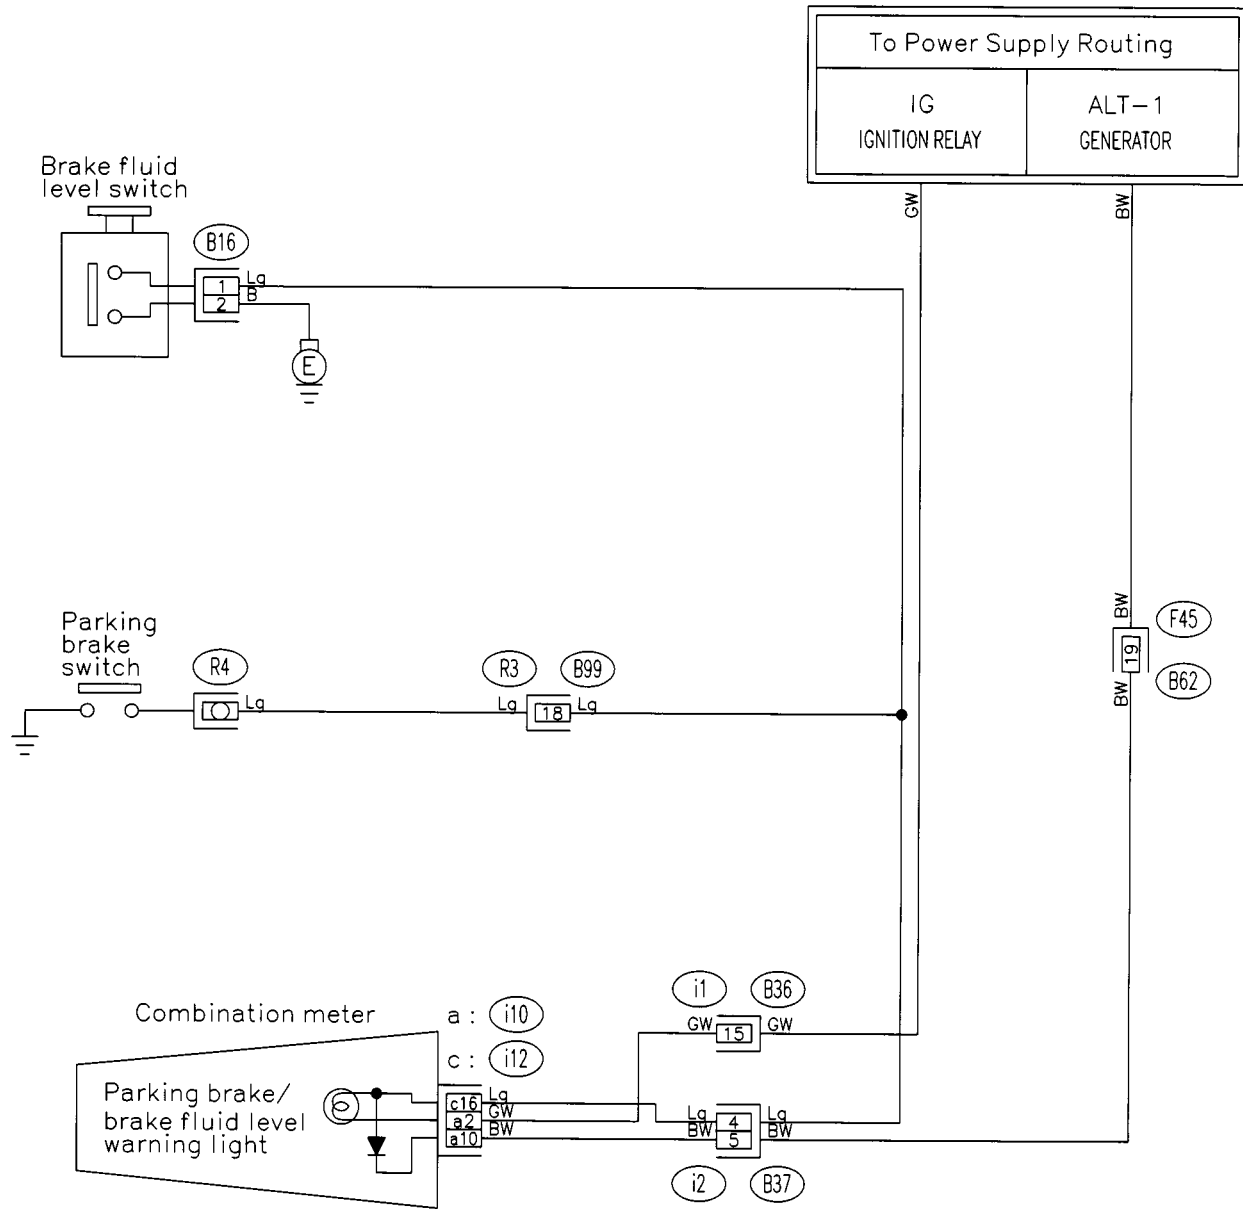 To Power Supply Routing
IG
IGNITION RELAY
ALT-1
GENERATOR
GW
BW
Brake fluid
level switch
B16
1
Lg
2
B
E
Parking
brake
switch
R4
Lg
R3
B99
Lg
18
Lg
BW
F45
19
B62
BW
i1
B36
GW
15
GW
Combination meter
a : i10
c : i12
Parking brake/
brake fluid level
warning light
c16
Lg
a2
GW
a10
BW
Lg
4
Lg
BW
5
BW
i2
B37